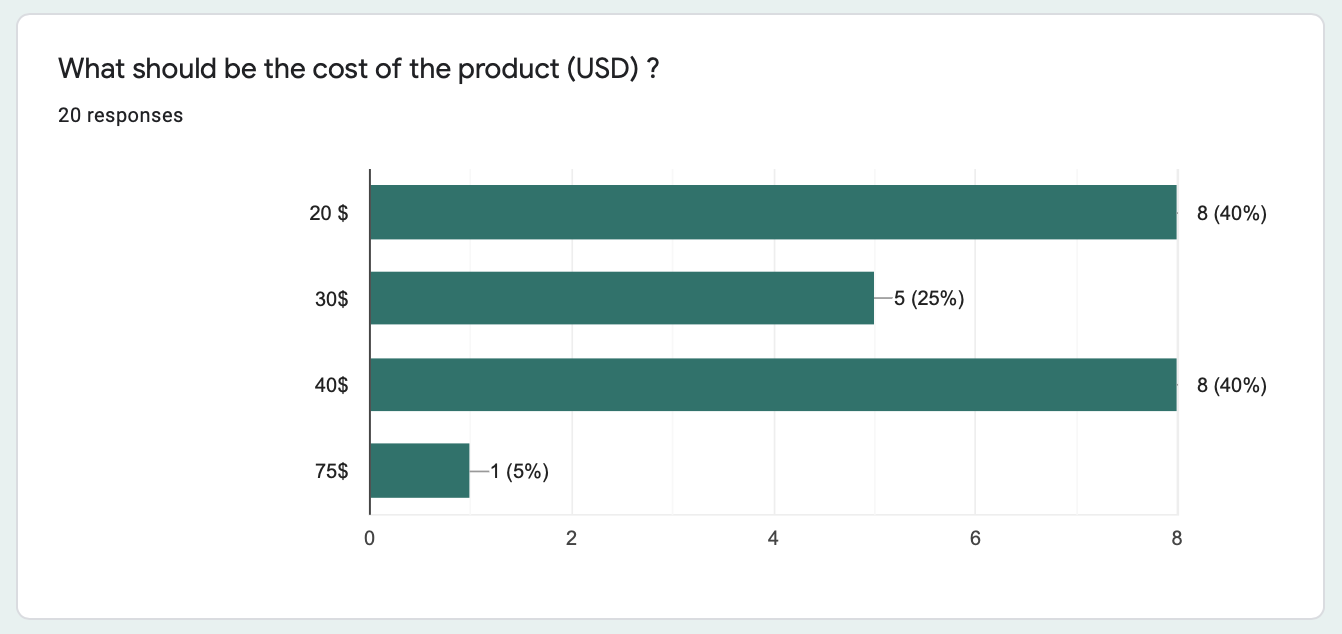 What should be the cost of the product (USD) ?
20 responses
20 $
8 (40%)
30$
5 (25%)
40$
8 (40%)
75$
1 (5%)
0 2 4 6 8